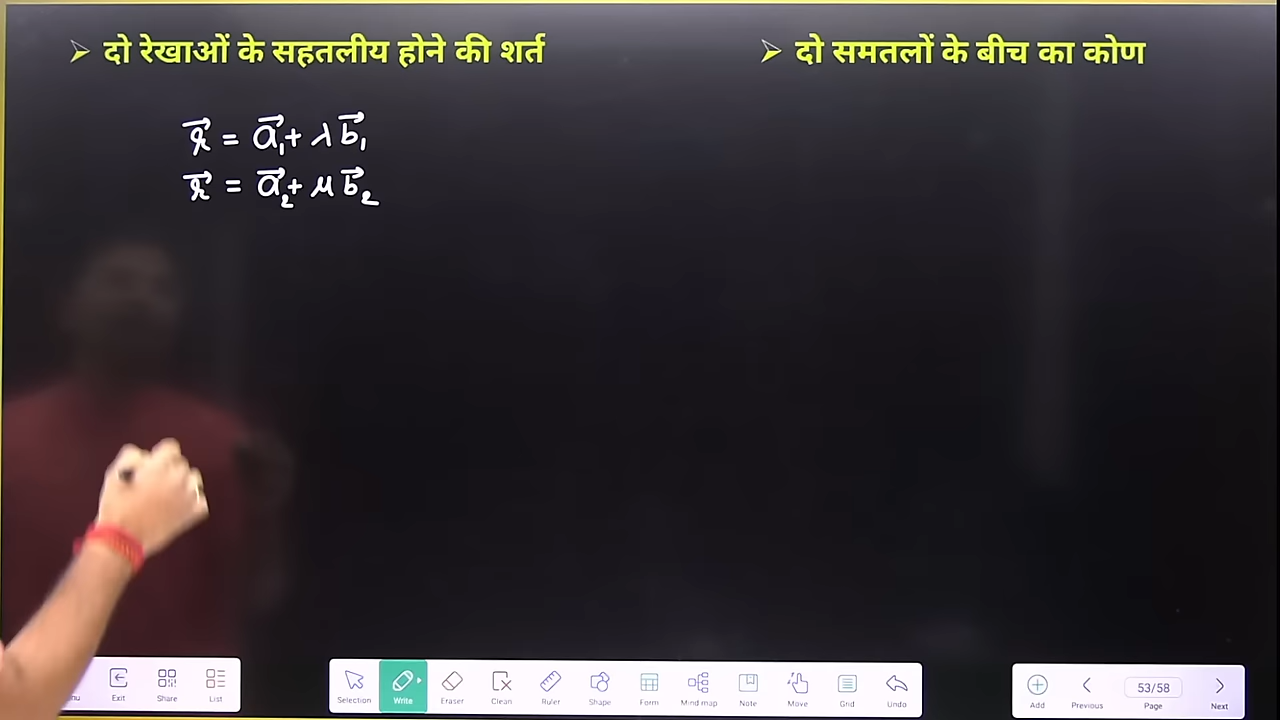 ➢ दो रेखाओं के सहतलीय होने की शर्त
➢ दो समतलों के बीच का कोण
r⃗ = a⃗₁ + λb⃗₁
r⃗ = a⃗₂ + μb⃗₂
Exit
Share
List
Selection
Write
Eraser
Clean
Ruler
Shape
Form
Mind map
Note
Move
Grid
Undo
Add
Previous
53/58
Page
Next